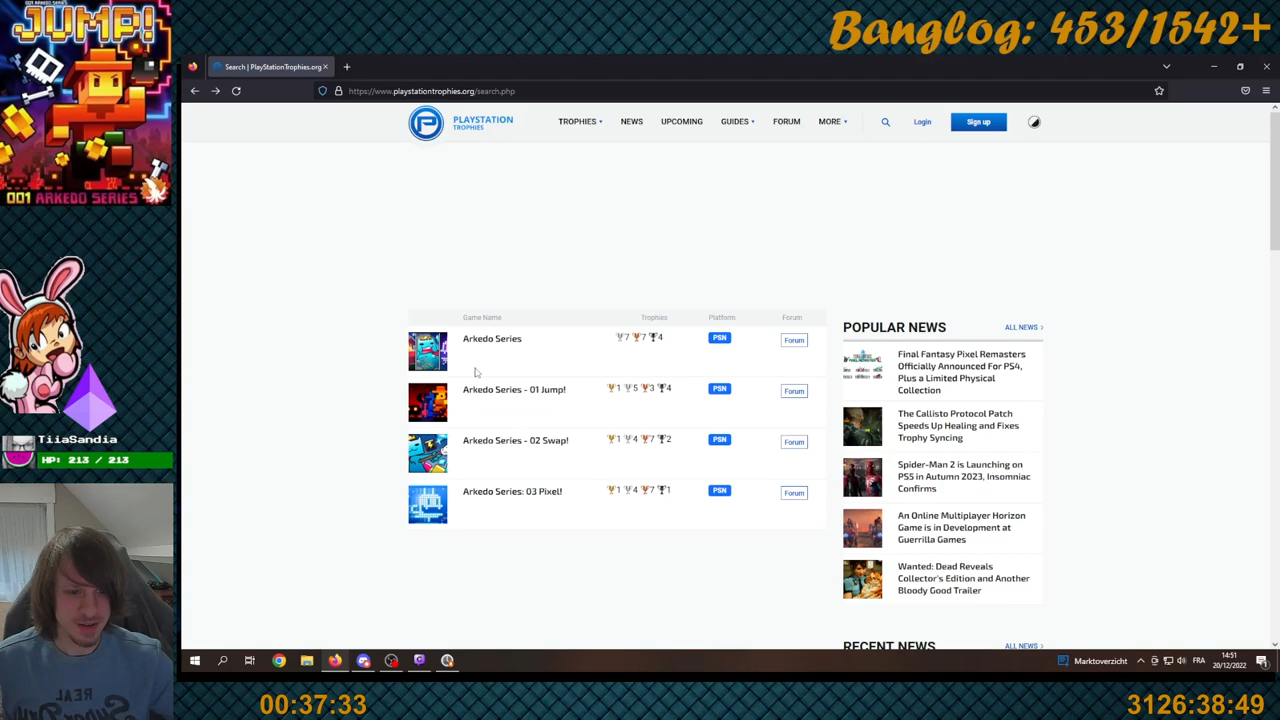 001 ARKEDO SERIES
JUMP!
001 ARKEDO SERIES
Banglog: 453/1542+
Search | PlayStationTrophies.org
https://www.playstationtrophies.org/search.php
PLAYSTATION
TROPHIES
TROPHIES NEWS UPCOMING GUIDES FORUM MORE Login Sign up
Game Name Trophies Platform Forum
Arkedo Series 7 7 4 PSN Forum
Arkedo Series - 01 Jump! 1 5 3 4 PSN Forum
Arkedo Series - 02 Swap! 1 4 7 2 PSN Forum
Arkedo Series: 03 Pixel! 1 4 7 1 PSN Forum
POPULAR NEWS ALL NEWS
Final Fantasy Pixel Remasters
Officially Announced For PS4,
Plus a Limited Physical
Collection
The Callisto Protocol Patch
Speeds Up Healing and Fixes
Trophy Syncing
Spider-Man 2 is Launching on
PS5 in Autumn 2023, Insomniac
Confirms
An Online Multiplayer Horizon
Game is in Development at
Guerrilla Games
Wanted: Dead Reveals
Collector's Edition and Another
Bloody Good Trailer
RECENT NEWS ALL NEWS
TiiaSandia
HP: 213 / 213
REAL
Marktoverzicht FRA 14:51
20/12/2022
00:37:33
3126:38:49